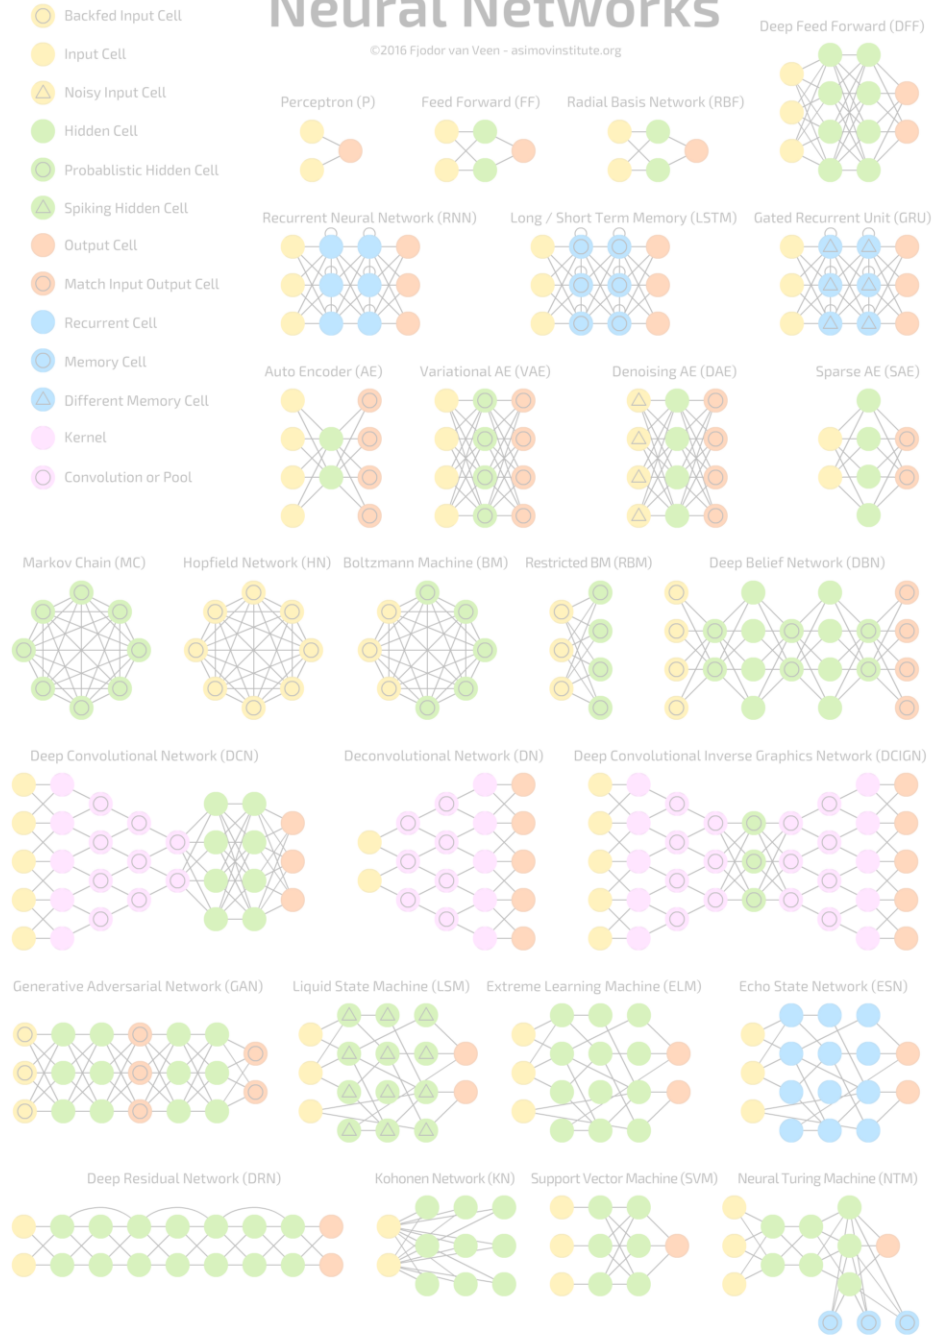 Neural Networks
©2016 Fjodor van Veen - asimovinstitute.org
Backfed Input Cell
Input Cell
Noisy Input Cell
Hidden Cell
Probablistic Hidden Cell
Spiking Hidden Cell
Output Cell
Match Input Output Cell
Recurrent Cell
Memory Cell
Different Memory Cell
Kernel
Convolution or Pool
Deep Feed Forward (DFF)
Perceptron (P)
Feed Forward (FF)
Radial Basis Network (RBF)
Recurrent Neural Network (RNN)
Long / Short Term Memory (LSTM)
Gated Recurrent Unit (GRU)
Auto Encoder (AE)
Variational AE (VAE)
Denoising AE (DAE)
Sparse AE (SAE)
Markov Chain (MC)
Hopfield Network (HN)
Boltzmann Machine (BM)
Restricted BM (RBM)
Deep Belief Network (DBN)
Deep Convolutional Network (DCN)
Deconvolutional Network (DN)
Deep Convolutional Inverse Graphics Network (DCIGN)
Generative Adversarial Network (GAN)
Liquid State Machine (LSM)
Extreme Learning Machine (ELM)
Echo State Network (ESN)
Deep Residual Network (DRN)
Kohonen Network (KN)
Support Vector Machine (SVM)
Neural Turing Machine (NTM)